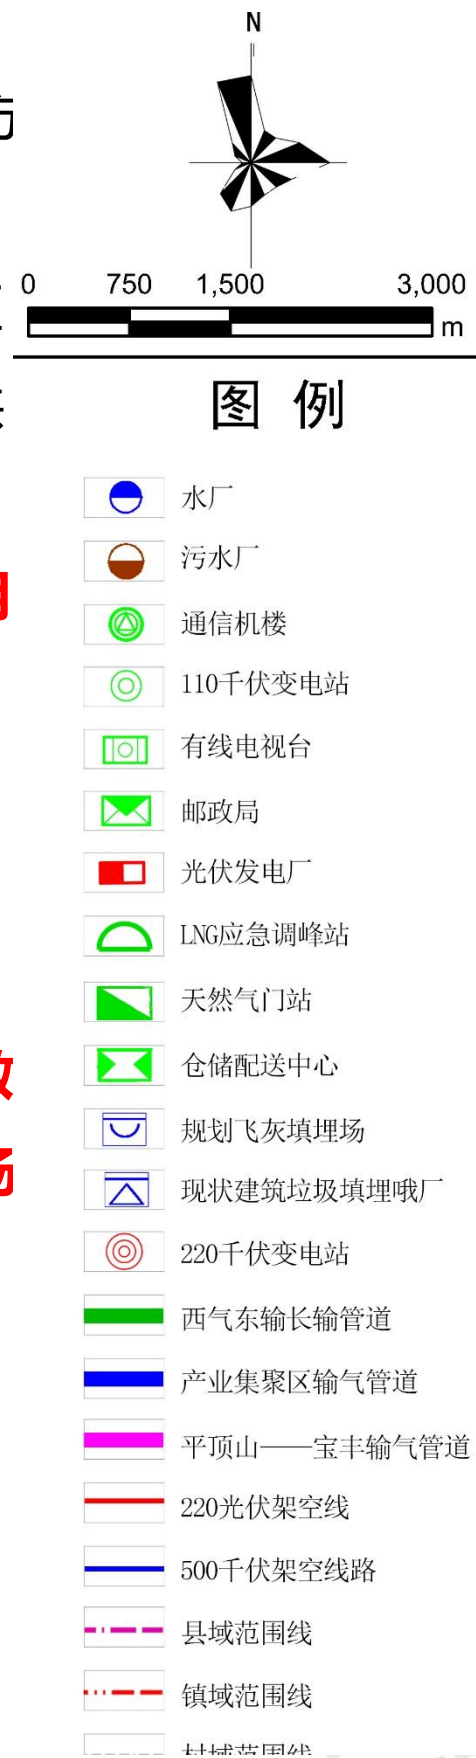 N
0 750 1,500 3,000
m
图 例
水厂
污水厂
通信机楼
110千伏变电站
有线电视台
邮政局
光伏发电厂
LNG应急调峰站
天然气门站
仓储配送中心
规划飞灰填埋场
现状建筑垃圾填埋哦厂
220千伏变电站
西气东输长输管道
产业集聚区输气管道
平顶山——宝丰输气管道
220光伏架空线
500千伏架空线路
县域范围线
镇域范围线
村域范围线